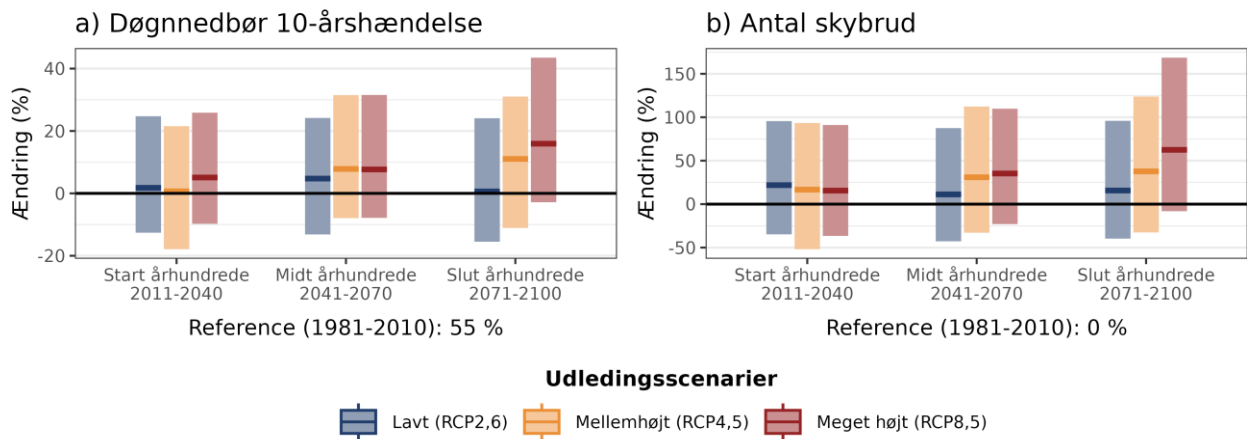 a) Døgnnedbør 10-årshændelse
Ændring (%)
40
20
0
-20
Start århundrede
2011-2040
Midt århundrede
2041-2070
Slut århundrede
2071-2100
Reference (1981-2010): 55 %
b) Antal skybrud
Ændring (%)
150
100
50
0
-50
Start århundrede
2011-2040
Midt århundrede
2041-2070
Slut århundrede
2071-2100
Reference (1981-2010): 0 %
Udledingsscenarier
Lavt (RCP2,6)
Mellemhøjt (RCP4,5)
Meget højt (RCP8,5)